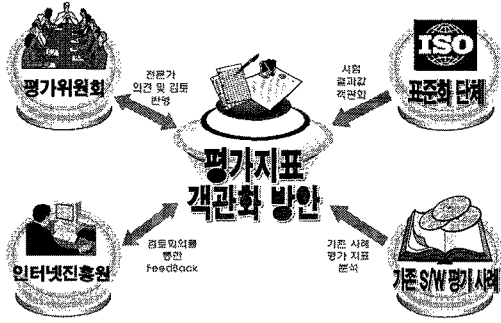 평가위원회
전문가
의견 및 검토
반영
시험
결과값
객관화
ISO
표준화 단체
평가지표
객관화 방안
인터넷진흥원
검토회의를
통한
Feedback
기존 사례
평가 지표
분석
기존 S/W 평가 사례